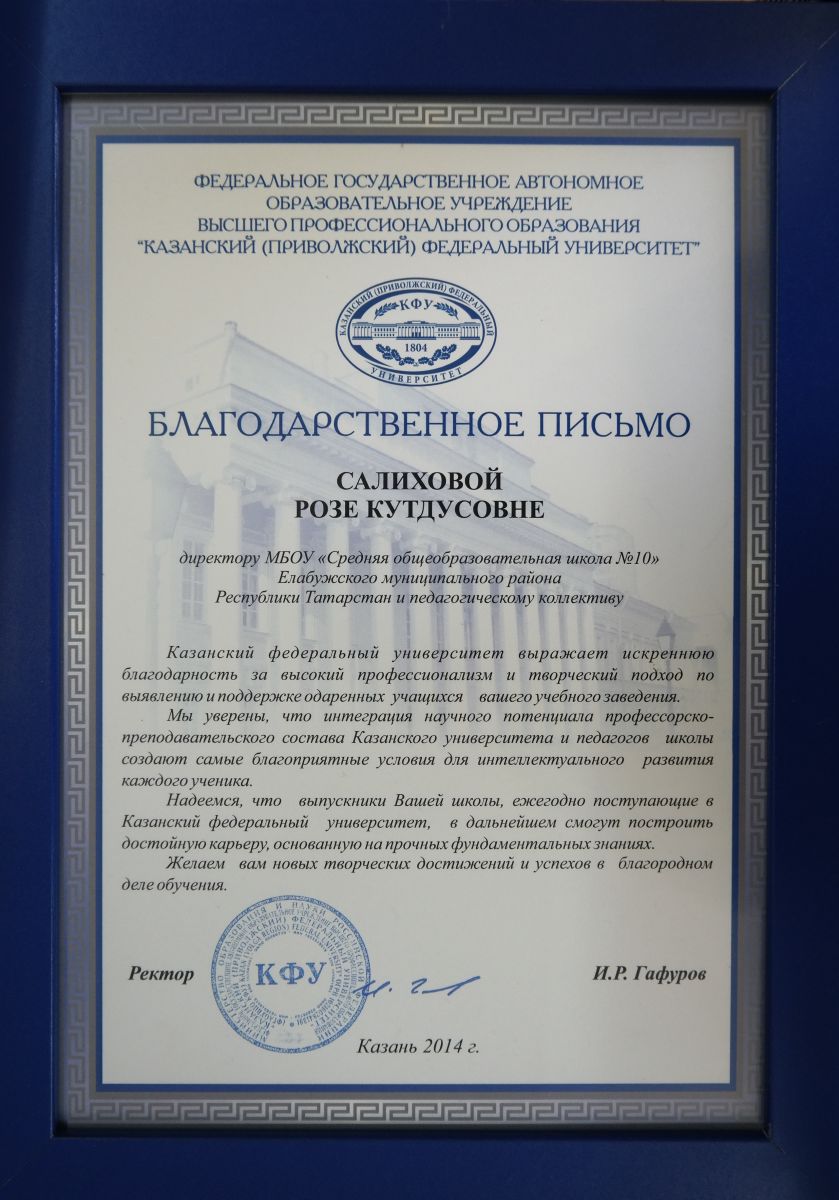 ФЕДЕРАЛЬНОЕ ГОСУДАРСТВЕННОЕ АВТОНОМНОЕ
ОБРАЗОВАТЕЛЬНОЕ УЧРЕЖДЕНИЕ
ВЫСШЕГО ПРОФЕССИОНАЛЬНОГО ОБРАЗОВАНИЯ
"КАЗАНСКИЙ (ПРИВОЛЖСКИЙ) ФЕДЕРАЛЬНЫЙ УНИВЕРСИТЕТ"
КАЗАНСКИЙ (ПРИВОЛЖСКИЙ) ФЕДЕРАЛЬНЫЙ
КФУ
1804
УНИВЕРСИТЕТ
БЛАГОДАРСТВЕННОЕ ПИСЬМО
САЛИХОВОЙ
РОЗЕ КУТДУСОВНЕ
директору МБОУ «Средняя общеобразовательная школа №10»
Елабужского муниципального района
Республики Татарстан и педагогическому коллективу
Казанский федеральный университет выражает искреннюю
благодарность за высокий профессионализм и творческий подход по
выявлению и поддержке одаренных учащихся вашего учебного заведения.
Мы уверены, что интеграция научного потенциала профессорско-
преподавательского состава Казанского университета и педагогов школы
создают самые благоприятные условия для интеллектуального развития
каждого ученика.
Надеемся, что выпускники Вашей школы, ежегодно поступающие в
Казанский федеральный университет, в дальнейшем смогут построить
достойную карьеру, основанную на прочных фундаментальных знаниях.
Желаем вам новых творческих достижений и успехов в благородном
деле обучения.
МИНИСТЕРСТВО ОБРАЗОВАНИЯ И НАУКИ РОССИЙСКОЙ ФЕДЕРАЦИИ
КФУ
Ректор
И.Р. Гафуров
Казань 2014 г.